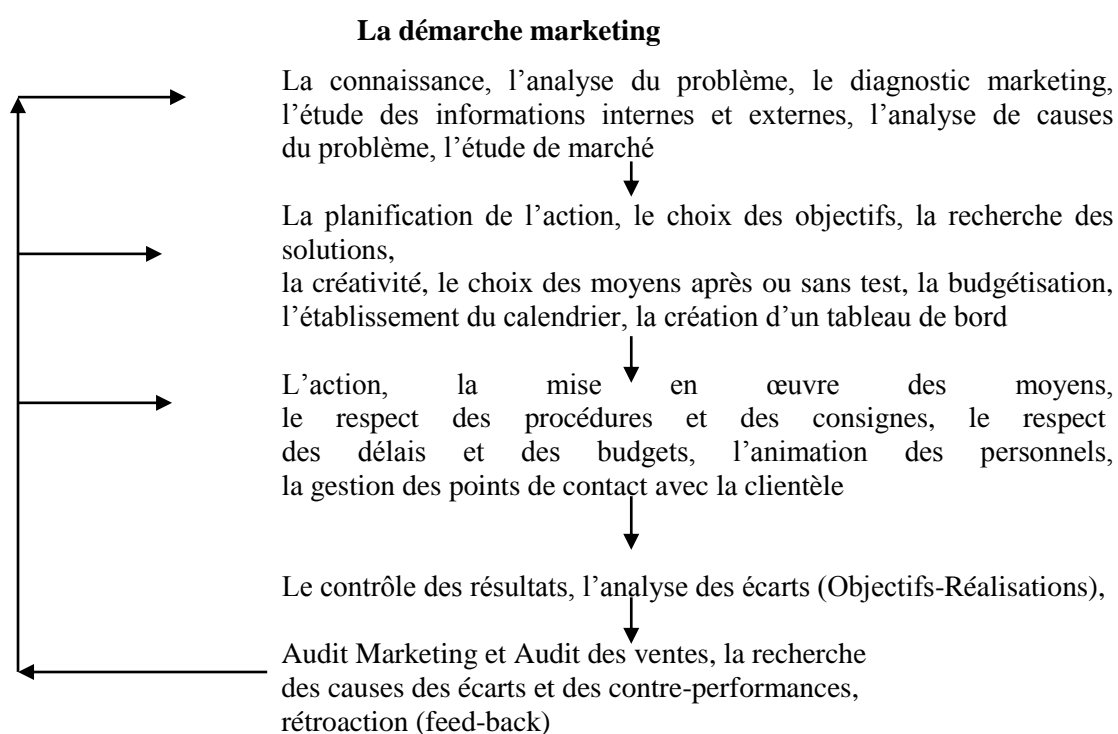 La démarche marketing
La connaissance, l’analyse du problème, le diagnostic marketing,
l’étude des informations internes et externes, l’analyse de causes
du problème, l’étude de marché
La planification de l’action, le choix des objectifs, la recherche des
solutions,
la créativité, le choix des moyens après ou sans test, la budgétisation,
l’établissement du calendrier, la création d’un tableau de bord
L’action, la mise en œuvre des moyens,
le respect des procédures et des consignes, le respect
des délais et des budgets, l’animation des personnels,
la gestion des points de contact avec la clientèle
Le contrôle des résultats, l’analyse des écarts (Objectifs-Réalisations),
Audit Marketing et Audit des ventes, la recherche
des causes des écarts et des contre-performances,
rétroaction (feed-back)